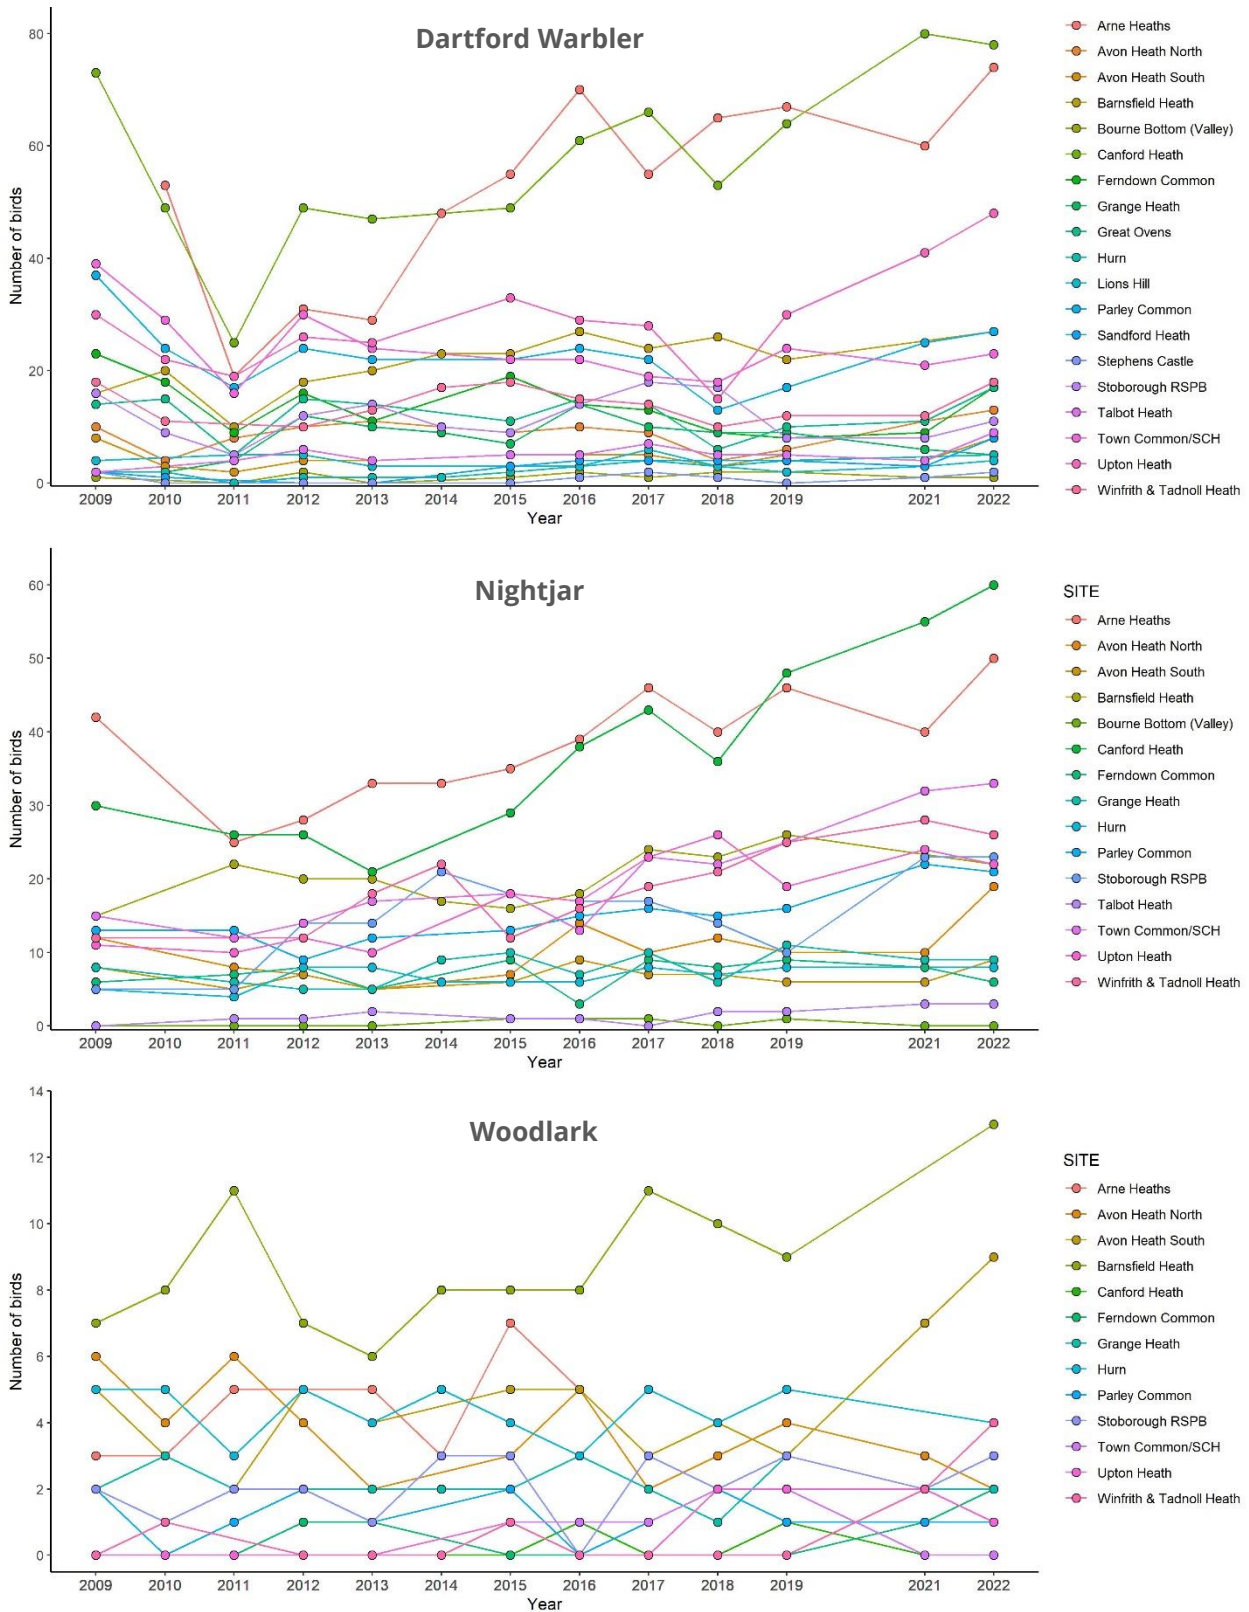 Dartford Warbler
80
60
40
20
0
Number of birds
2009 2010 2011 2012 2013 2014 2015 2016 2017 2018 2019 2021 2022
Year
Arne Heaths
Avon Heath North
Avon Heath South
Barnsfield Heath
Bourne Bottom (Valley)
Canford Heath
Ferndown Common
Grange Heath
Great Ovens
Hurn
Lions Hill
Parley Common
Sandford Heath
Stephens Castle
Stoborough RSPB
Talbot Heath
Town Common/SCH
Upton Heath
Winfrith & Tadnoll Heath
Nightjar
60
50
40
30
20
10
0
Number of birds
2009 2010 2011 2012 2013 2014 2015 2016 2017 2018 2019 2021 2022
Year
SITE
Arne Heaths
Avon Heath North
Avon Heath South
Barnsfield Heath
Bourne Bottom (Valley)
Canford Heath
Ferndown Common
Grange Heath
Hurn
Parley Common
Stoborough RSPB
Talbot Heath
Town Common/SCH
Upton Heath
Winfrith & Tadnoll Heath
Woodlark
14
12
10
8
6
4
2
0
Number of birds
2009 2010 2011 2012 2013 2014 2015 2016 2017 2018 2019 2021 2022
Year
SITE
Arne Heaths
Avon Heath North
Avon Heath South
Barnsfield Heath
Canford Heath
Ferndown Common
Grange Heath
Hurn
Parley Common
Stoborough RSPB
Town Common/SCH
Upton Heath
Winfrith & Tadnoll Heath